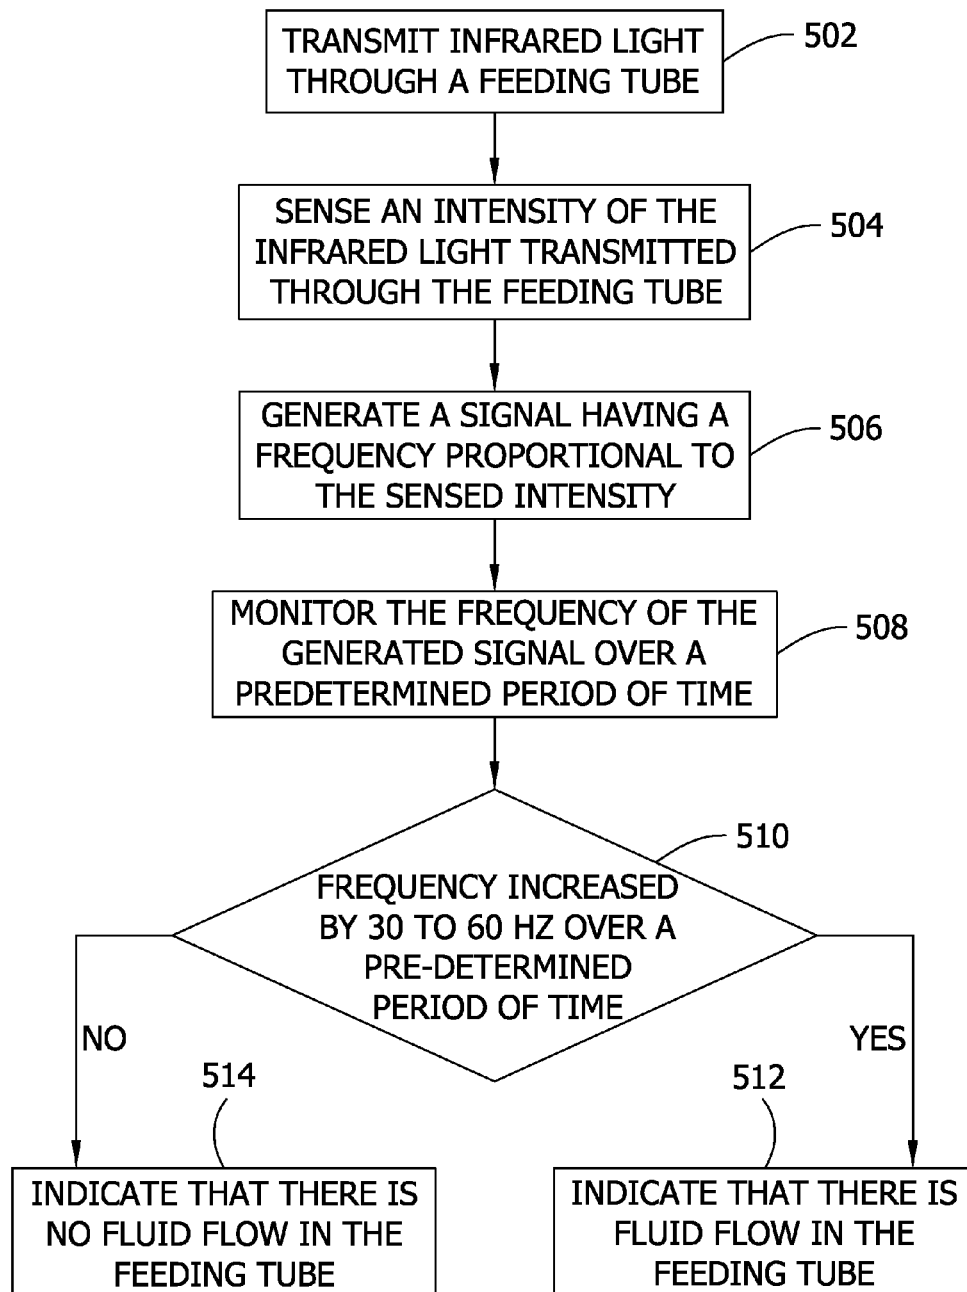 TRANSMIT INFRARED LIGHT
THROUGH A FEEDING TUBE
502
SENSE AN INTENSITY OF THE
INFRARED LIGHT TRANSMITTED
THROUGH THE FEEDING TUBE
504
GENERATE A SIGNAL HAVING A
FREQUENCY PROPORTIONAL TO
THE SENSED INTENSITY
506
MONITOR THE FREQUENCY OF THE
GENERATED SIGNAL OVER A
PREDETERMINED PERIOD OF TIME
508
510
FREQUENCY INCREASED
BY 30 TO 60 HZ OVER A
PRE-DETERMINED
PERIOD OF TIME
NO
YES
514
512
INDICATE THAT THERE IS
NO FLUID FLOW IN THE
FEEDING TUBE
INDICATE THAT THERE IS
FLUID FLOW IN THE
FEEDING TUBE